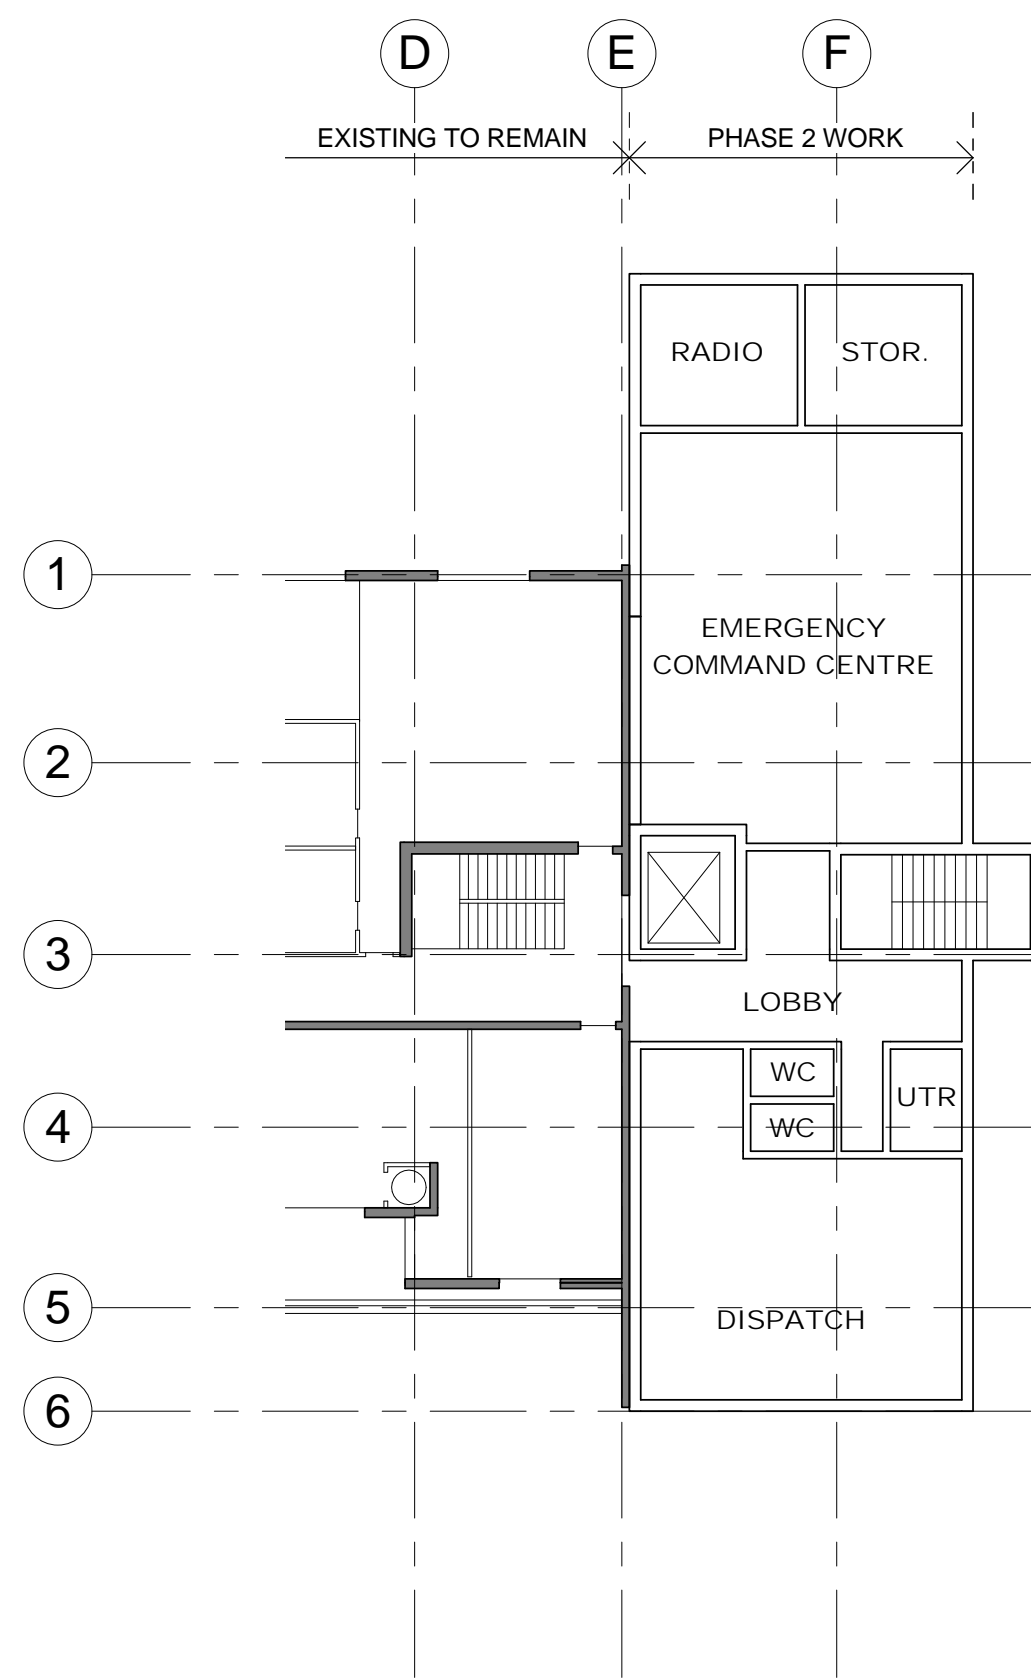 D
E
F
EXISTING TO REMAIN
PHASE 2 WORK
RADIO
STOR.
1
EMERGENCY
COMMAND CENTRE
2
3
LOBBY
WC
UTR
4
WC
5
DISPATCH
6